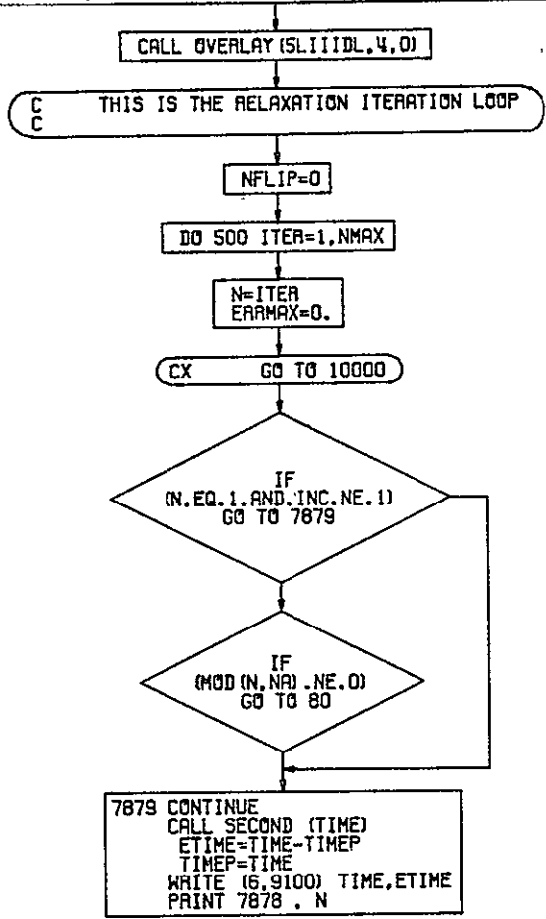 CALL OVERLAY(SLIIIDL,4,0)
C THIS IS THE RELAXATION ITERATION LOOP
C
NFLIP=0
DO 500 ITER=1,NMAX
N=ITER
ERRMAX=0.
CX GO TO 10000
IF
(N.EQ.1.AND.INC.NE.1)
GO TO 7879
IF
(MOD(N,NA).NE.0)
GO TO 80
7879 CONTINUE
CALL SECOND (TIME)
ETIME=TIME-TIMEP
TIMEP=TIME
WRITE (6,9100) TIME,ETIME
PRINT 7878 , N